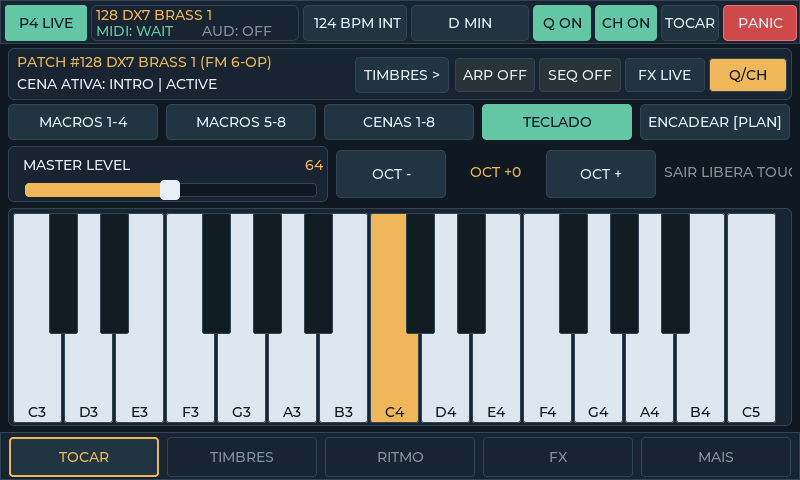 P4 LIVE
128 DX7 BRASS 1
MIDI: WAIT AUD: OFF
124 BPM INT
D MIN
Q ON
CH ON
TOCAR
PANIC
PATCH #128 DX7 BRASS 1 (FM 6-OP)
CENA ATIVA: INTRO | ACTIVE
TIMBRES >
ARP OFF
SEQ OFF
FX LIVE
Q/CH
MACROS 1-4
MACROS 5-8
CENAS 1-8
TECLADO
ENCADEAR [PLAN]
MASTER LEVEL 64
OCT -
OCT +0
OCT +
SAIR LIBERA TOUC
C3 D3 E3 F3 G3 A3 B3 C4 D4 E4 F4 G4 A4 B4 C5
TOCAR
TIMBRES
RITMO
FX
MAIS